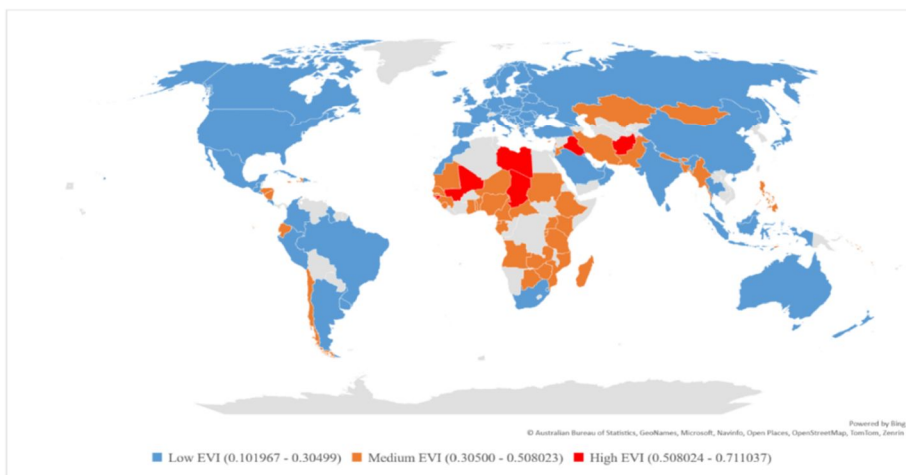 Powered by Bing
© Australian Bureau of Statistics, GeoNames, Microsoft, Navinfo, Open Places, OpenStreetMap, TomTom, Zenrin
Low EVI (0.101967 - 0.30499) Medium EVI (0.30500 - 0.508023) High EVI (0.508024 - 0.711037)